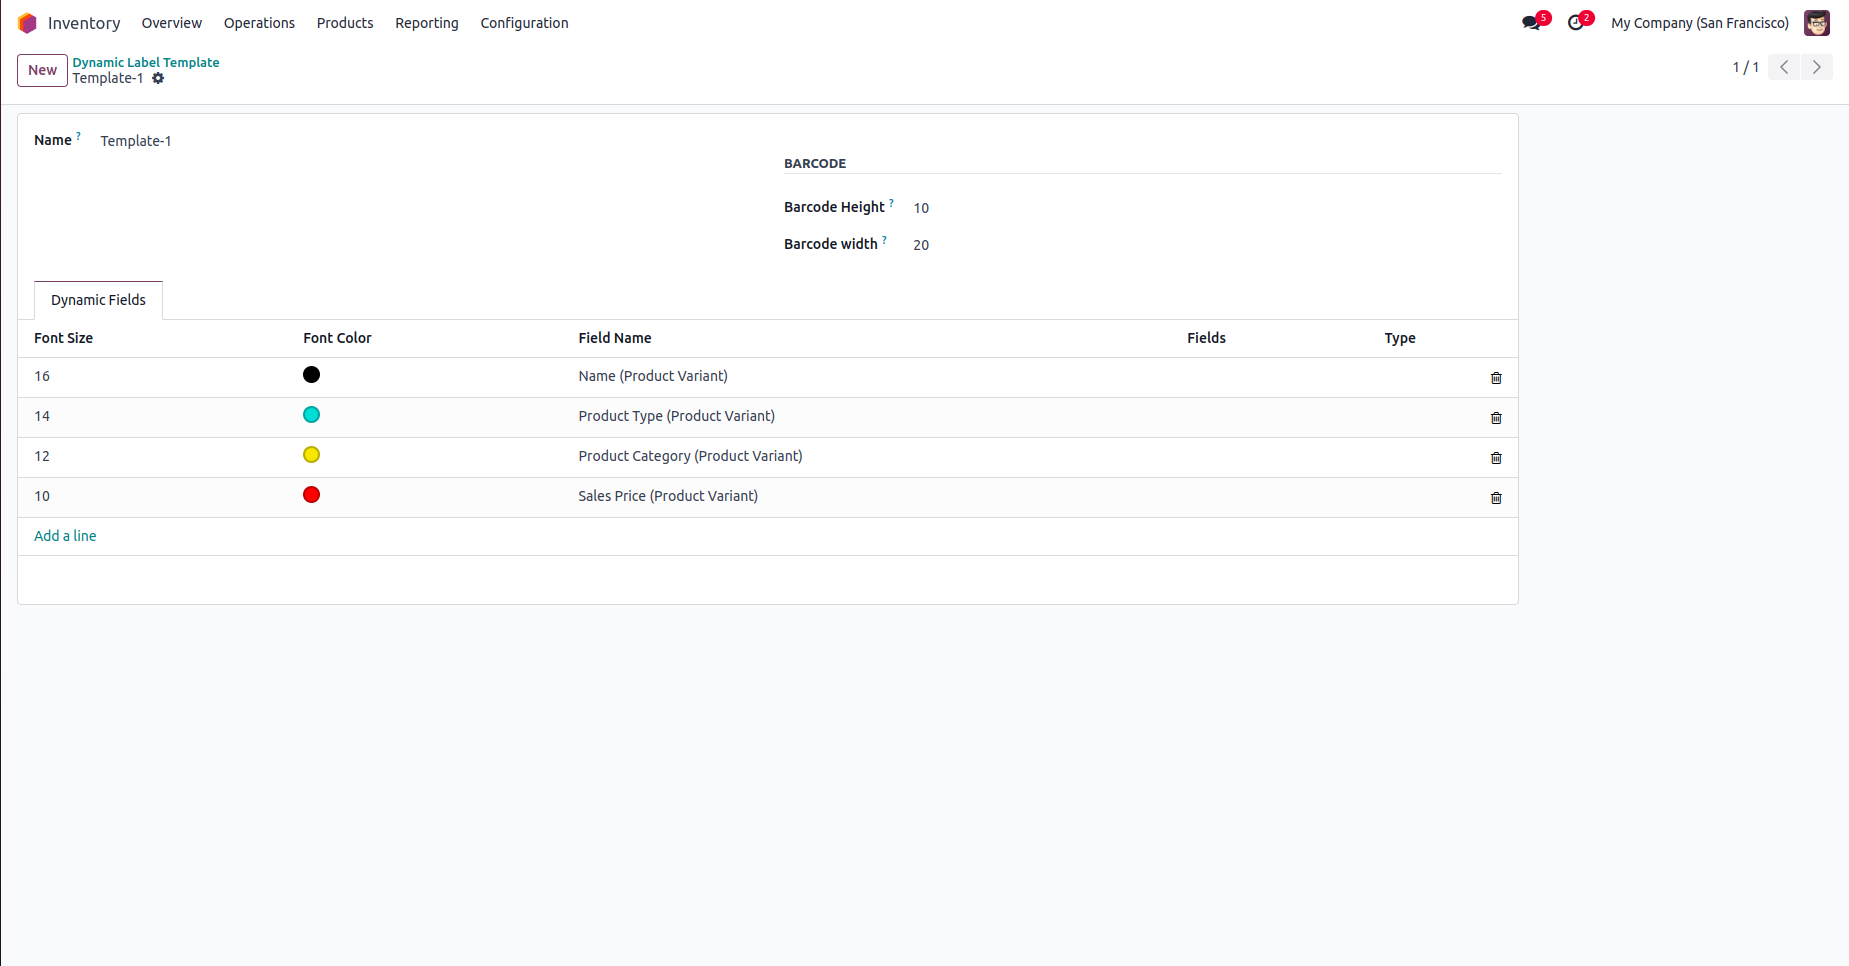 Inventory Overview Operations Products Reporting Configuration 5 2 My Company (San Francisco)
New Dynamic Label Template
Template-1 1 / 1
Name ? Template-1
BARCODE
Barcode Height ? 10
Barcode width ? 20
Dynamic Fields
Font Size Font Color Field Name Fields Type
16 Name (Product Variant)
14 Product Type (Product Variant)
12 Product Category (Product Variant)
10 Sales Price (Product Variant)
Add a line